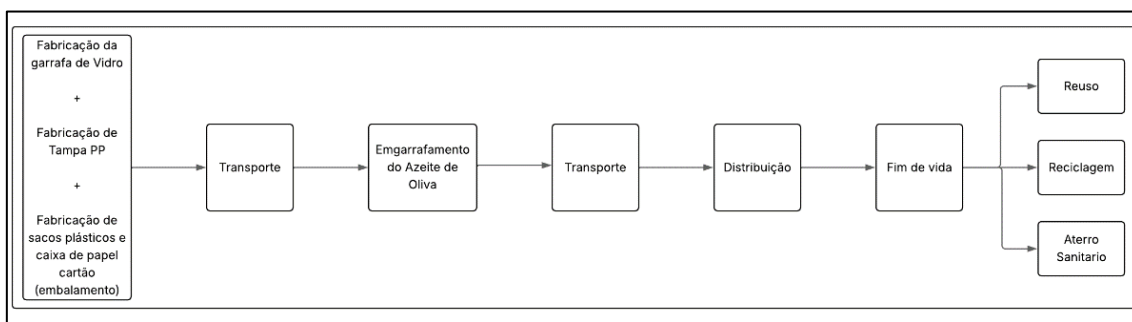 Fabricação da
garrafa de Vidro
+
Fabricação de
Tampa PP
+
Fabricação de
sacos plásticos e
caixa de papel
cartão
(embalamento)
Transporte
Emgarrafamento
do Azeite de
Oliva
Transporte
Distribuição
Fim de vida
Reuso
Reciclagem
Aterro
Sanitario